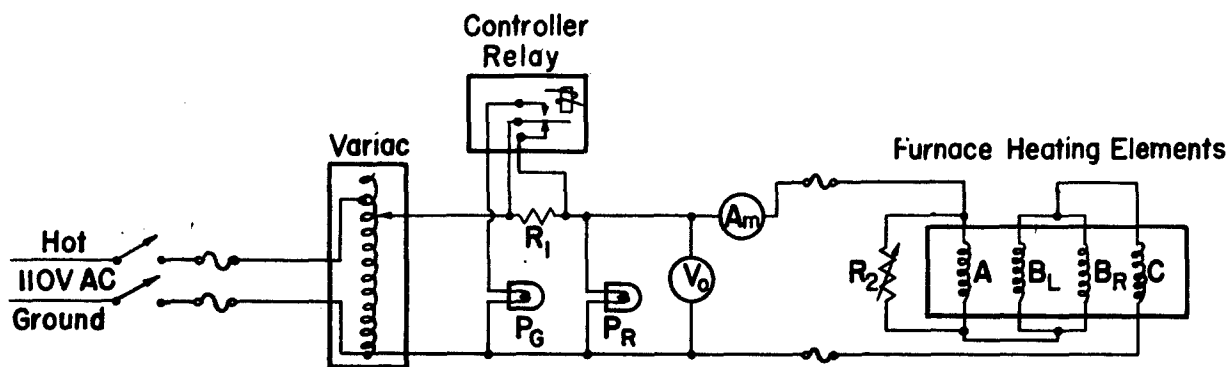 Controller
Relay
Variac
Furnace Heating Elements
Hot
110V AC
Ground
R1
Am
Vo
PG
PR
R2
A
BL
BR
C